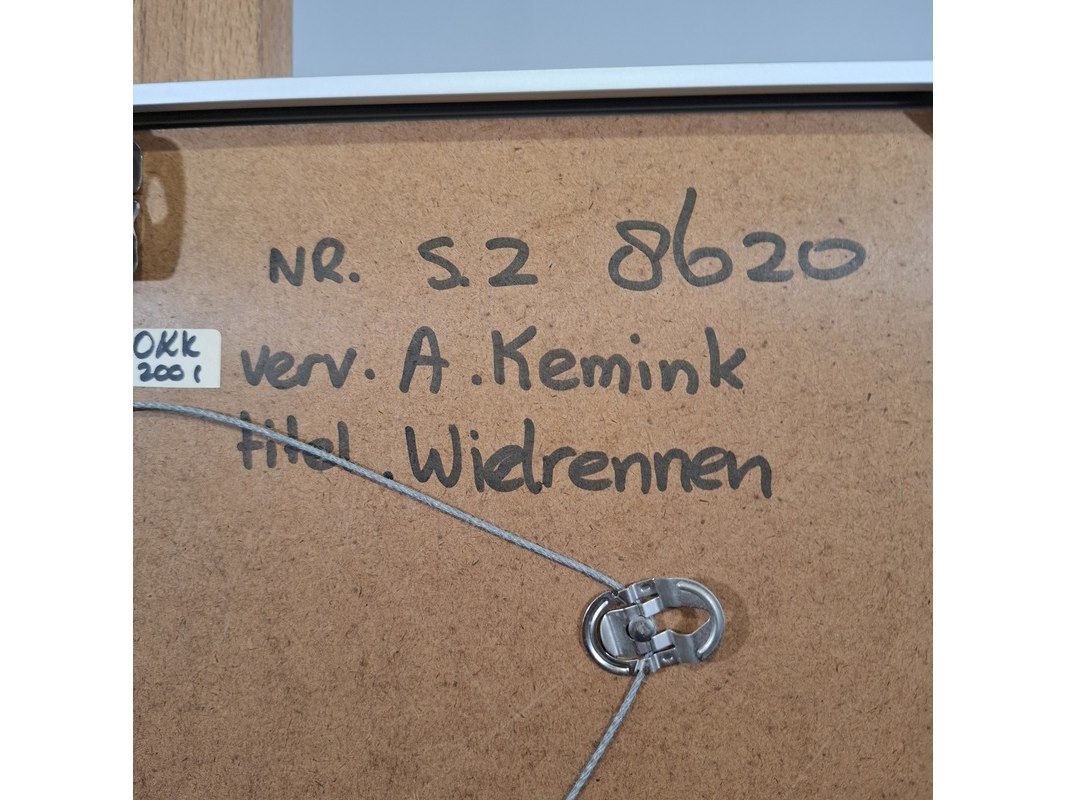 NR. S.2 8620
OKK
2001
verv. A. Kemink
titel. Wielrennen